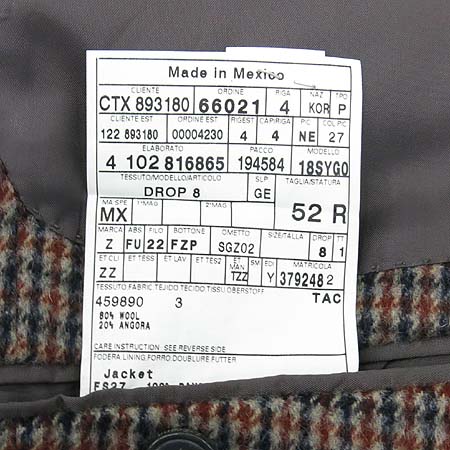 Made in Mexico
CLIENTE ORDINE RIGA NAZ TPO
CTX 893180 66021 4 KOR P
CLIENTE EST ORDINE EST RIGEST CAPIRIGA PC COL.PC
122 893180 00004230 4 4 NE 27
ELABORATO PACCO MODELLO
4 102 816865 194584 18SYG0
TESSUTO/MODELLO/ARTICOLO SLP TAGLIA/STATURA
DROP 8 GE 52 R
MA SPE 1°MAG 2°MAG
MX
MARCA ABS FILO BOTTONE OMETTO SIZE/TALLA DROP TT
Z FU 22 FZP SGZ02 8 1
ET CLI ET TESS ET LAV ET TES2 ET MAN SM EDI MATRICOLA
ZZ TZZ Y 379248 2
TESSUTO FABRIC TEJIDO TECIDO TISSU OBERSTOFF TAC
459890 3
80% WOOL
20% ANGORA
CARE INSTRUCTION: SEE REVERSE SIDE
FODERA LINING FORRO DOUBLURE FUTTER
Jacket